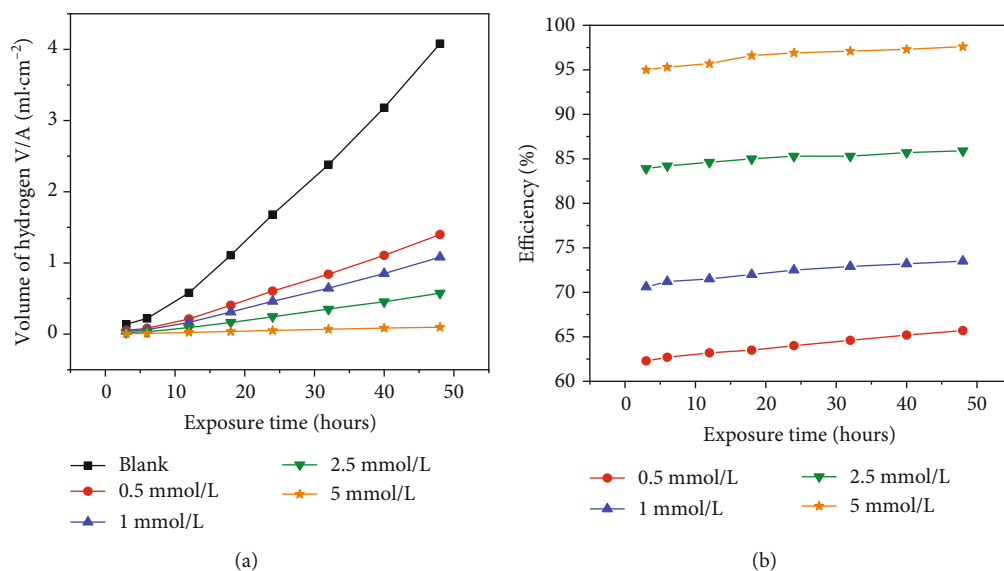 Volume of hydrogen V/A (ml·cm⁻²)
4
3
2
1
0
0 10 20 30 40 50
Exposure time (hours)
Blank
0.5 mmol/L
1 mmol/L
2.5 mmol/L
5 mmol/L
(a)
Efficiency (%)
100
95
90
85
80
75
70
65
60
0 10 20 30 40 50
Exposure time (hours)
0.5 mmol/L
1 mmol/L
2.5 mmol/L
5 mmol/L
(b)